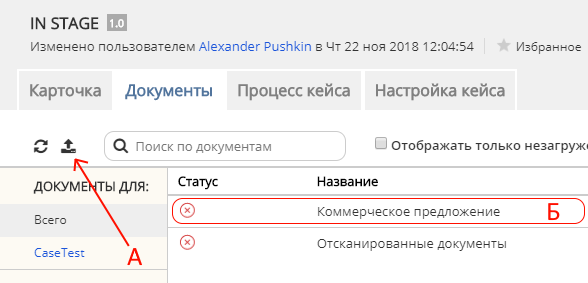 IN STAGE 1.0
Изменено пользователем Alexander Pushkin в Чт 22 ноя 2018 12:04:54 Избранное
Карточка Документы Процесс кейса Настройка кейса
Поиск по документам Отображать только незагруж
ДОКУМЕНТЫ ДЛЯ: Статус Название
Всего Коммерческое предложение Б
А CaseTest Отсканированные документы